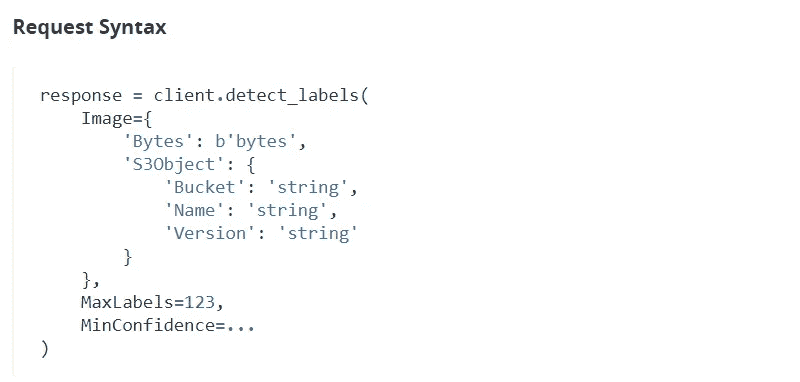 Request Syntax
response = client.detect_labels(
    Image={
        'Bytes': b'bytes',
        'S3Object': {
            'Bucket': 'string',
            'Name': 'string',
            'Version': 'string'
        }
    },
    MaxLabels=123,
    MinConfidence=...
)